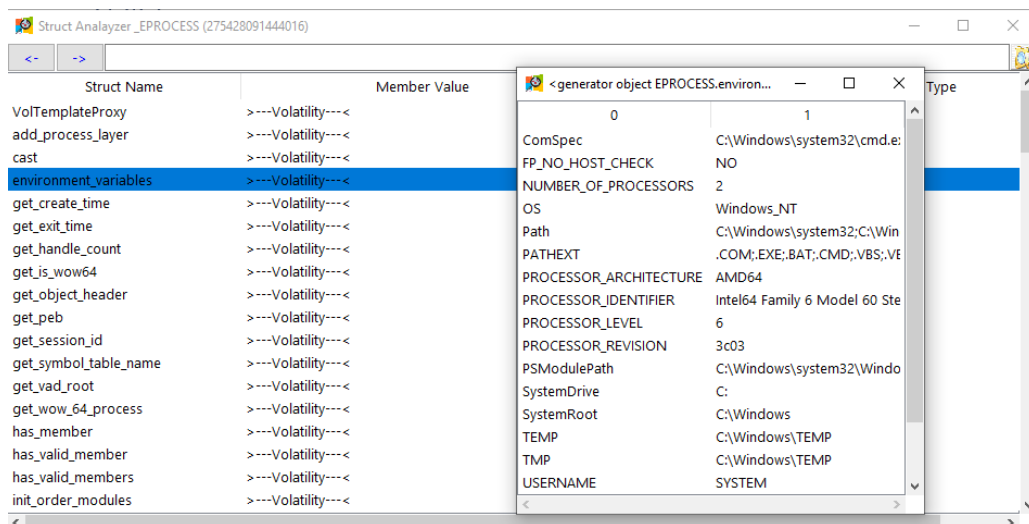 Struct Analayzer _EPROCESS (275428091444016)
<- ->
Struct Name Member Value Type
VolTemplateProxy >---Volatility---<
add_process_layer >---Volatility---<
cast >---Volatility---<
environment_variables >---Volatility---<
get_create_time >---Volatility---<
get_exit_time >---Volatility---<
get_handle_count >---Volatility---<
get_is_wow64 >---Volatility---<
get_object_header >---Volatility---<
get_peb >---Volatility---<
get_session_id >---Volatility---<
get_symbol_table_name >---Volatility---<
get_vad_root >---Volatility---<
get_wow_64_process >---Volatility---<
has_member >---Volatility---<
has_valid_member >---Volatility---<
has_valid_members >---Volatility---<
init_order_modules >---Volatility---<
<generator object EPROCESS.environ...
0 1
ComSpec C:\Windows\system32\cmd.e
FP_NO_HOST_CHECK NO
NUMBER_OF_PROCESSORS 2
OS Windows_NT
Path C:\Windows\system32;C:\Win
PATHEXT .COM;.EXE;.BAT;.CMD;.VBS;.VE
PROCESSOR_ARCHITECTURE AMD64
PROCESSOR_IDENTIFIER Intel64 Family 6 Model 60 Ste
PROCESSOR_LEVEL 6
PROCESSOR_REVISION 3c03
PSModulePath C:\Windows\system32\Windo
SystemDrive C:
SystemRoot C:\Windows
TEMP C:\Windows\TEMP
TMP C:\Windows\TEMP
USERNAME SYSTEM